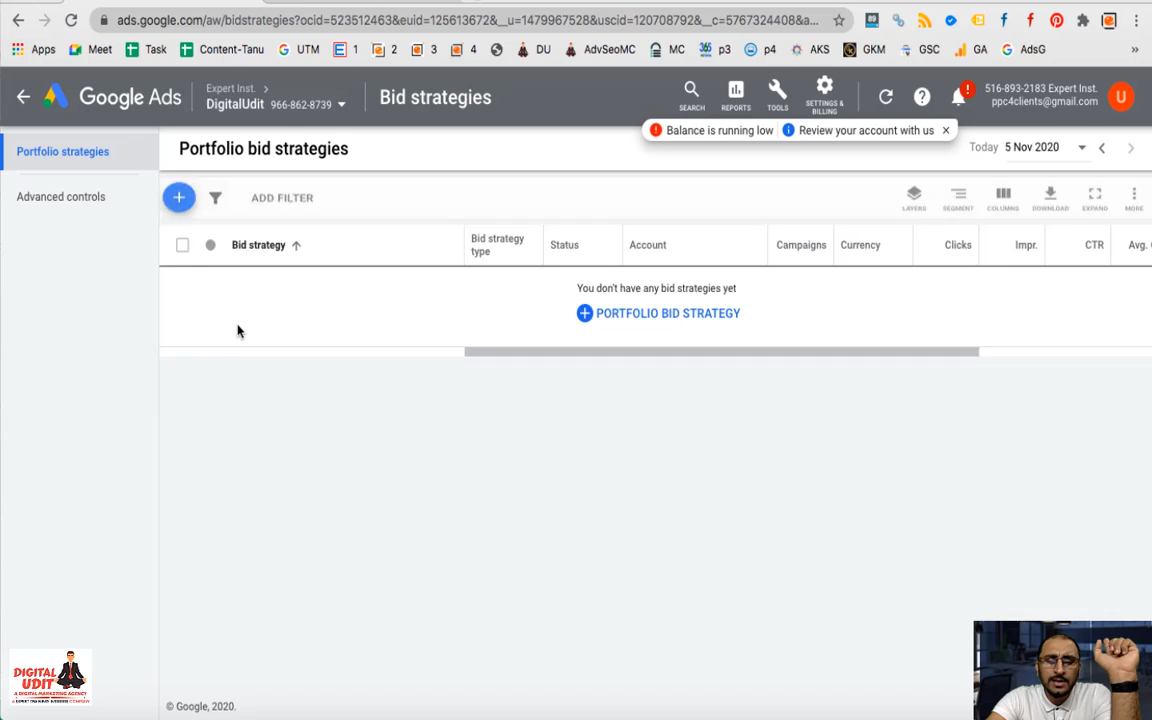 ads.google.com/aw/bidstrategies?ocid=523512463&euid=125613672&__u=1479967528&uscid=120708792&__c=5767324408&a...
Apps Meet Task Content-Tanu UTM 1 2 3 4 DU AdvSeoMC MC p3 p4 AKS GKM GSC GA AdsG »
Google Ads
Expert Inst. >
DigitalUdit 966-862-8739
Bid strategies
SEARCH
REPORTS
TOOLS
SETTINGS & BILLING
516-893-2183 Expert Inst.
ppc4clients@gmail.com
U
Balance is running low
Review your account with us
Portfolio strategies
Advanced controls
Portfolio bid strategies
Today 5 Nov 2020
ADD FILTER
LAYERS
SEGMENT
COLUMNS
DOWNLOAD
EXPAND
MORE
Bid strategy
Bid strategy type
Status
Account
Campaigns
Currency
Clicks
Impr.
CTR
Avg.
You don't have any bid strategies yet
PORTFOLIO BID STRATEGY
DIGITAL
UDIT
A DIGITAL MARKETING AGENCY
© Google, 2020.